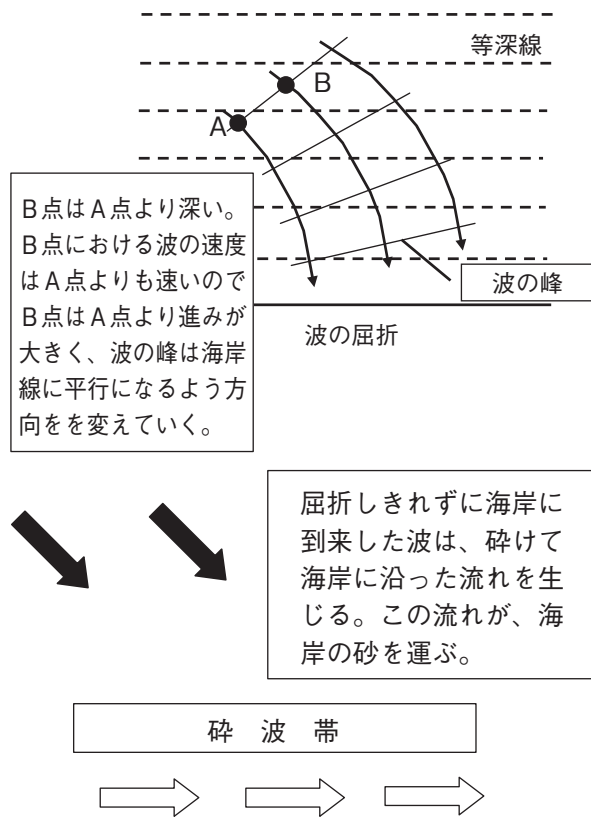 等深線
B
A
B点はA点より深い。
B点における波の速度
はA点よりも速いので
B点はA点より進みが
大きく、波の峰は海岸
線に平行になるよう方
向をを変えていく。
波の峰
波の屈折
屈折しきれずに海岸に
到来した波は、砕けて
海岸に沿った流れを生
じる。この流れが、海
岸の砂を運ぶ。
砕波帯